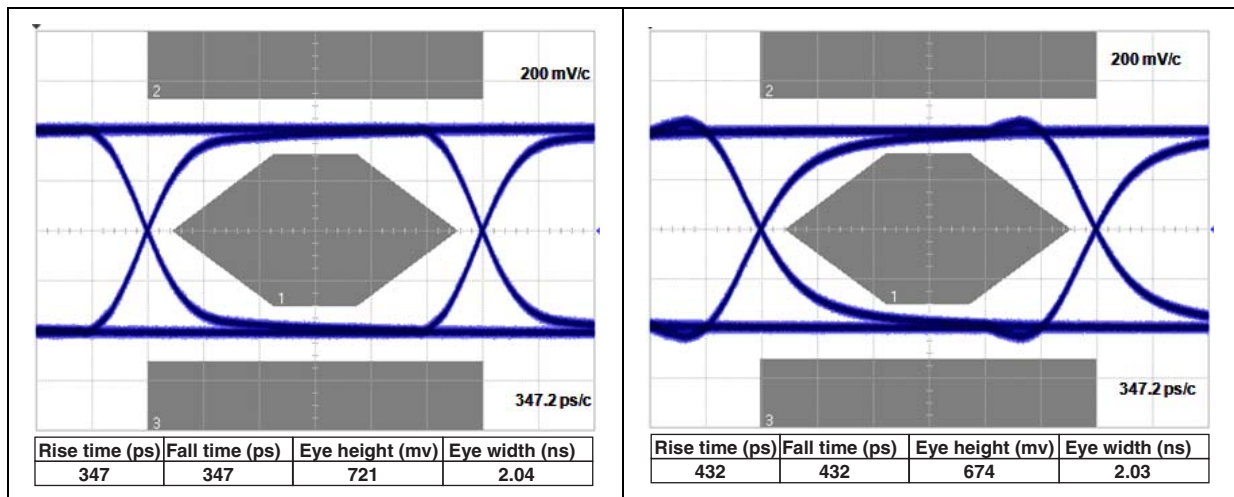 200 mV/c
2
1
347.2 ps/c
3
Rise time (ps) Fall time (ps) Eye height (mv) Eye width (ns)
347 347 721 2.04
200 mV/c
2
1
347.2 ps/c
3
Rise time (ps) Fall time (ps) Eye height (mv) Eye width (ns)
432 432 674 2.03